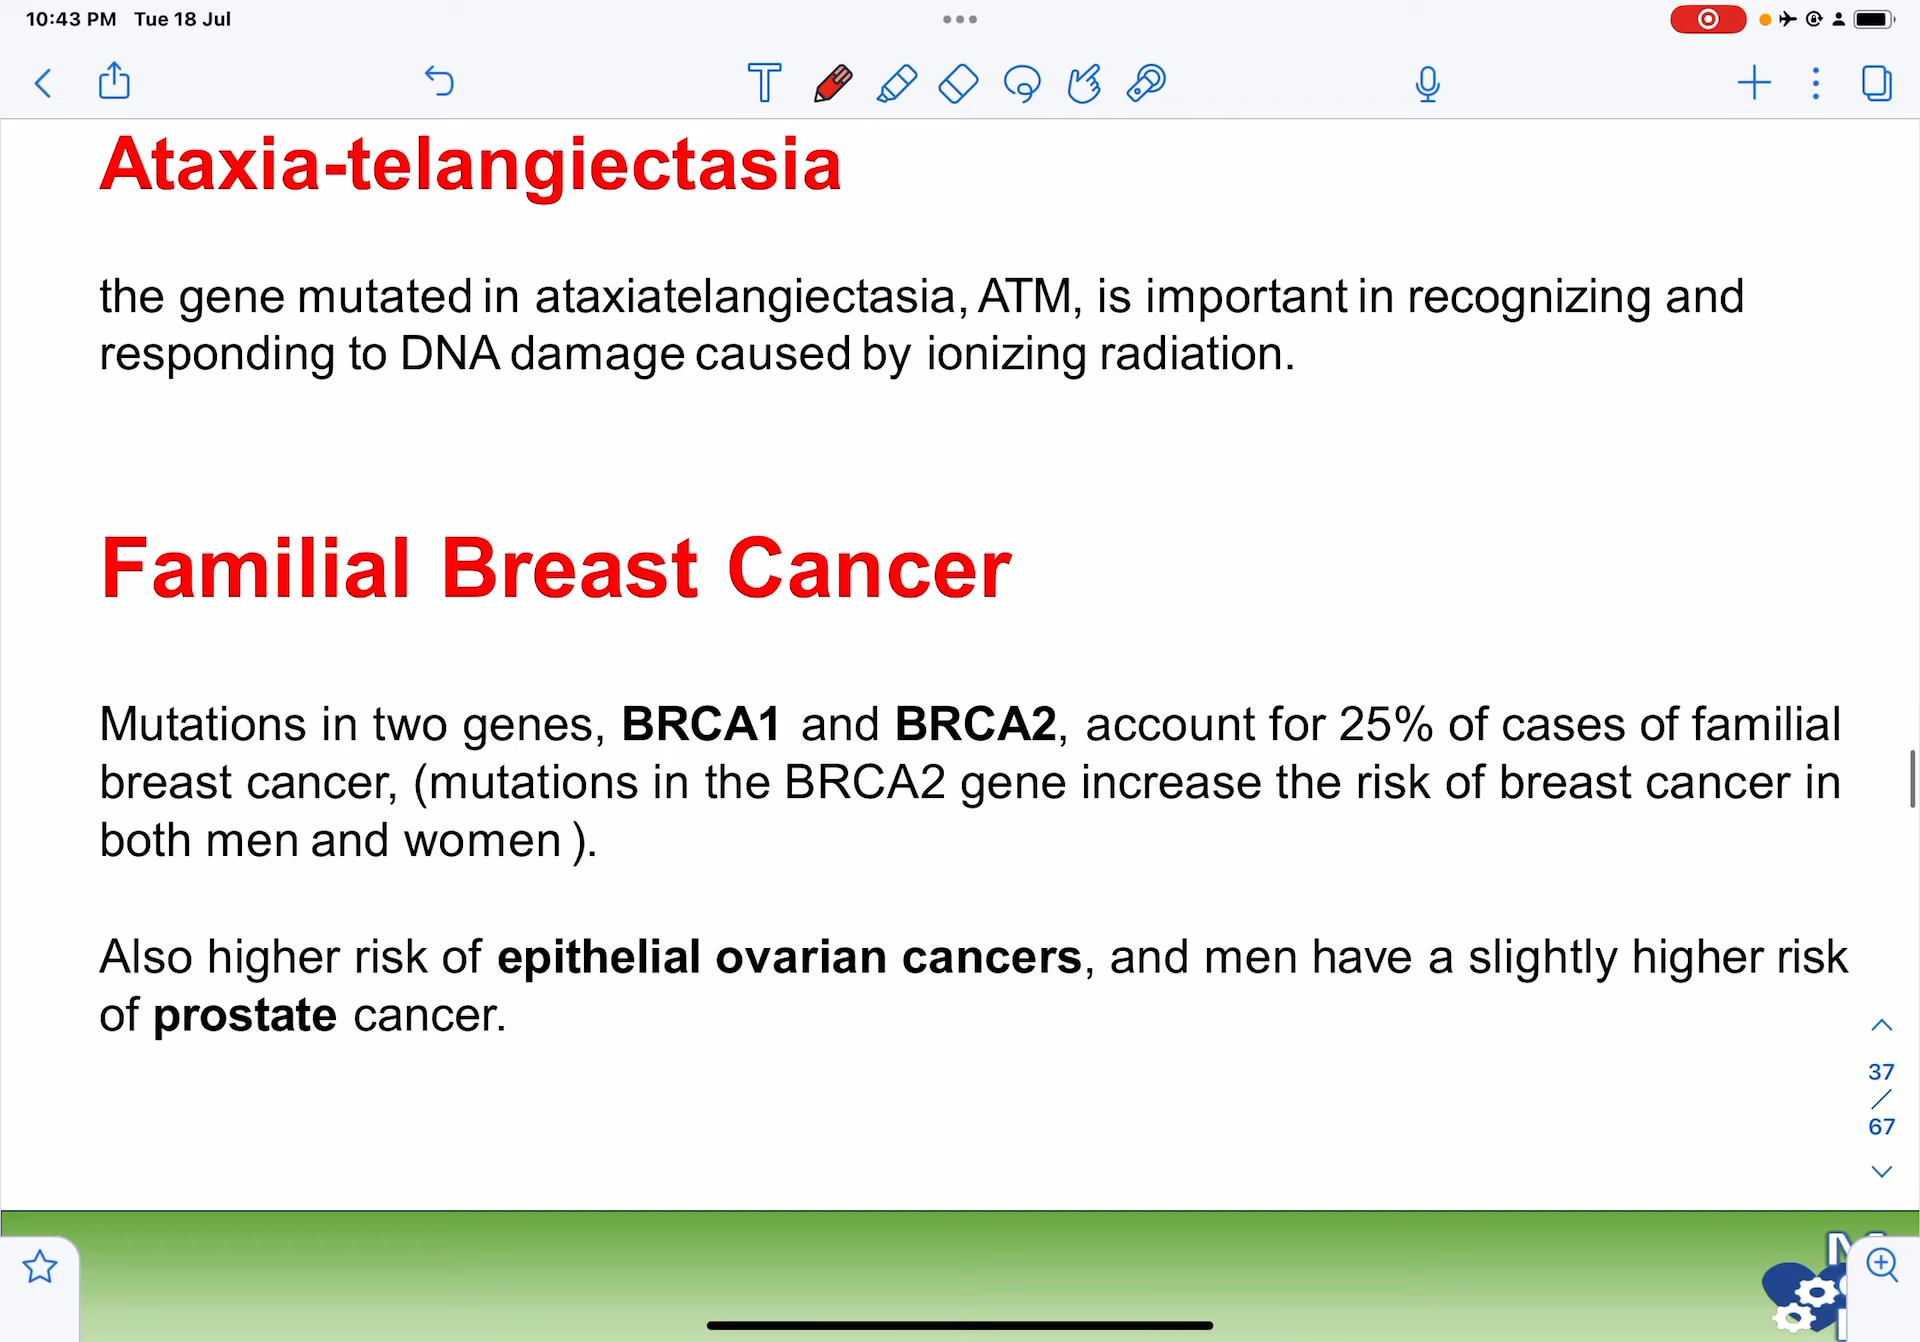 10:43 PM Tue 18 Jul
Ataxia-telangiectasia
the gene mutated in ataxiatelangiectasia, ATM, is important in recognizing and
responding to DNA damage caused by ionizing radiation.
Familial Breast Cancer
Mutations in two genes, BRCA1 and BRCA2, account for 25% of cases of familial
breast cancer, (mutations in the BRCA2 gene increase the risk of breast cancer in
both men and women ).
Also higher risk of epithelial ovarian cancers, and men have a slightly higher risk
of prostate cancer.
37
/
67